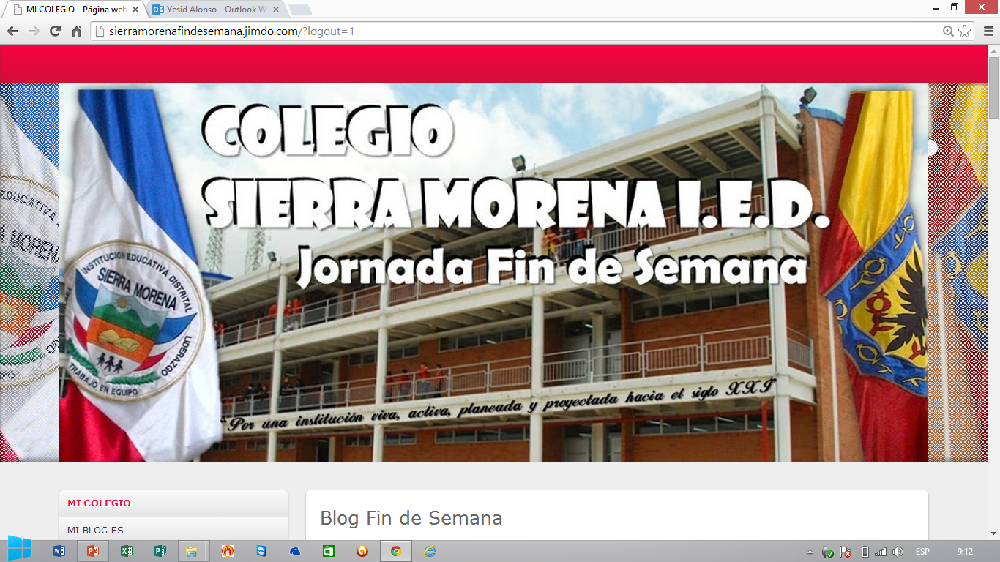 MI COLEGIO - Página web
Yesid Alonso - Outlook W
sierramorenafindesemana.jimdo.com/?logout=1
COLEGIO
SIERRA MORENA I.E.D.
Jornada Fin de Semana
INSTITUCION EDUCATIVA DISTRITAL
SIERRA MORENA
LIDERAZGO
TRABAJO EN EQUIPO
"Por una institución viva, activa, planeada y proyectada hacia el siglo XXI"
MI COLEGIO
MI BLOG FS
Blog Fin de Semana
ESP
9:12